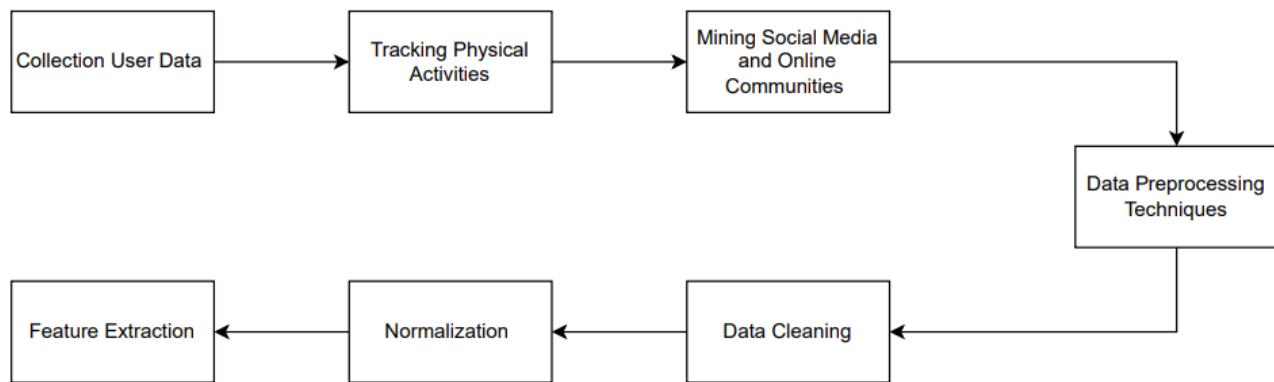 Collection User Data
Tracking Physical
Activities
Mining Social Media
and Online
Communities
Data Preprocessing
Techniques
Data Cleaning
Normalization
Feature Extraction